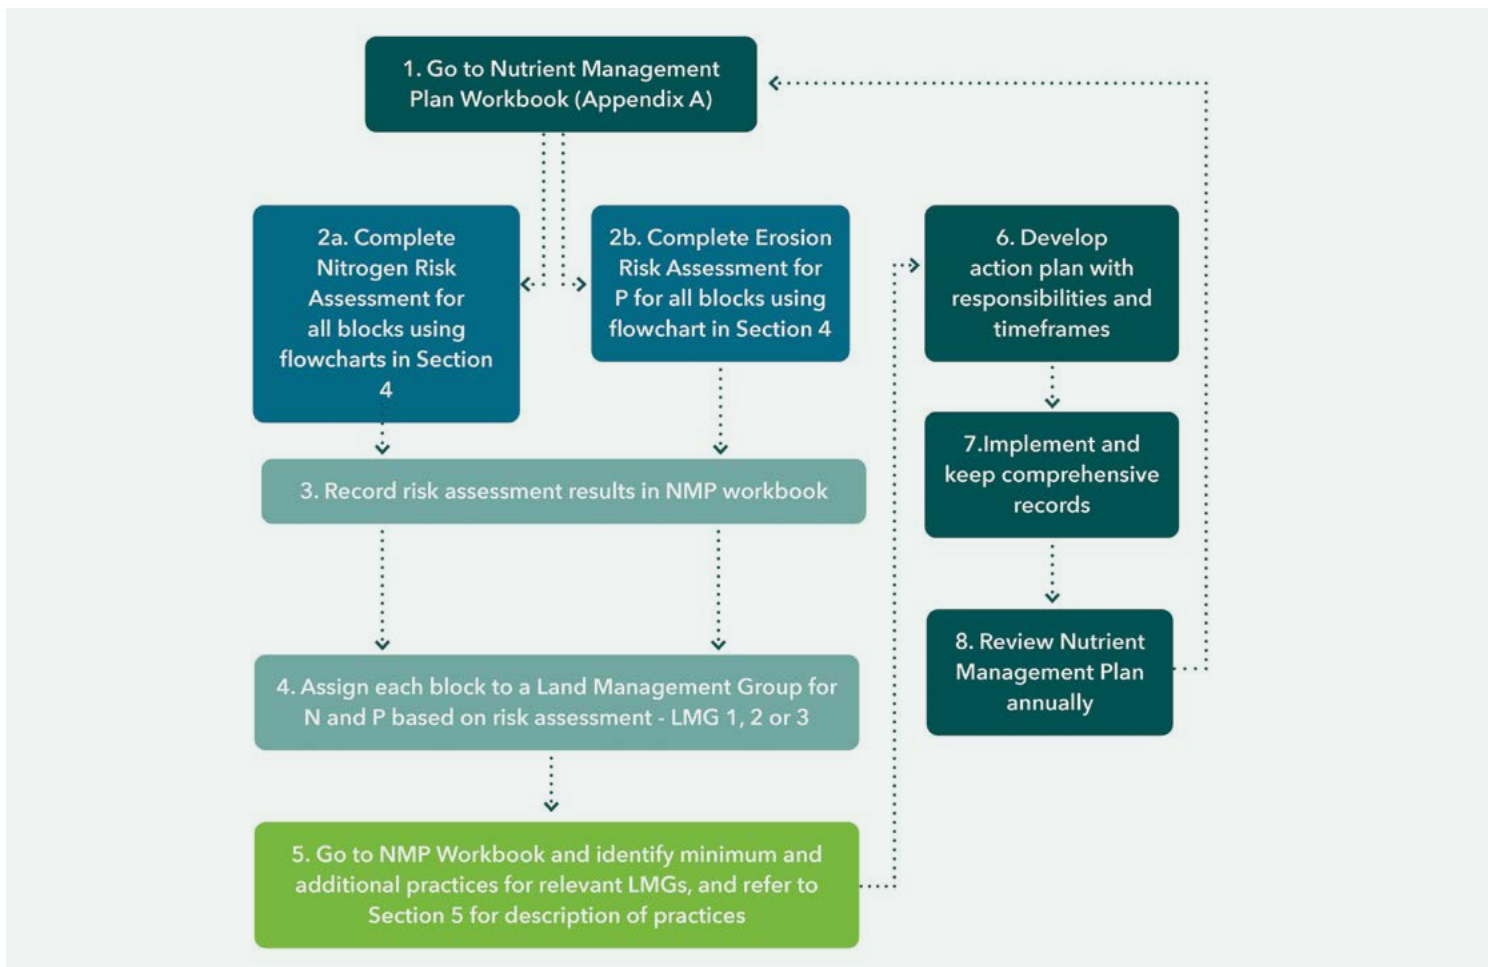 1. Go to Nutrient Management
Plan Workbook (Appendix A)
2a. Complete
Nitrogen Risk
Assessment for
all blocks using
flowcharts in Section
4
2b. Complete Erosion
Risk Assessment for
P for all blocks using
flowchart in Section 4
3. Record risk assessment results in NMP workbook
4. Assign each block to a Land Management Group for
N and P based on risk assessment - LMG 1, 2 or 3
5. Go to NMP Workbook and identify minimum and
additional practices for relevant LMGs, and refer to
Section 5 for description of practices
6. Develop
action plan with
responsibilities and
timeframes
7.Implement and
keep comprehensive
records
8. Review Nutrient
Management Plan
annually